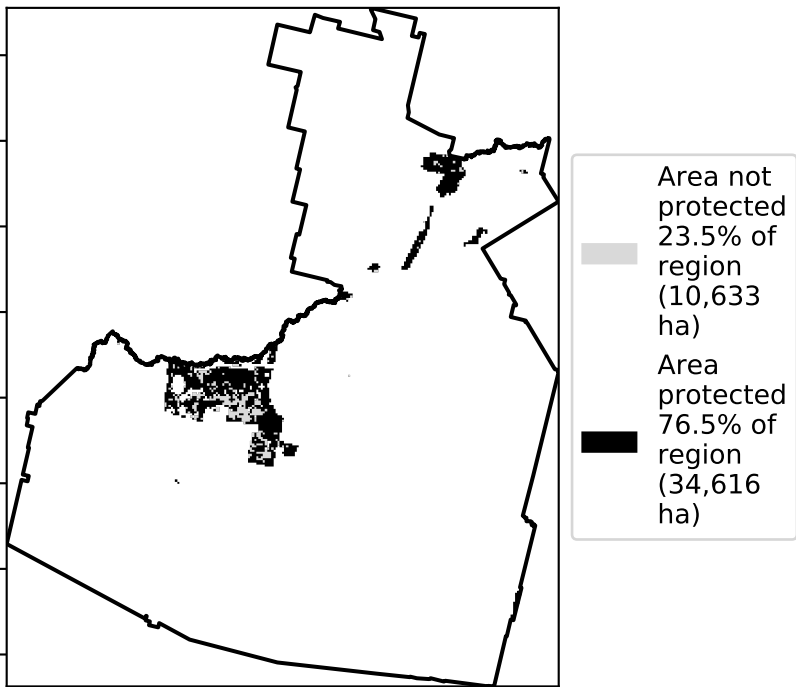 Area not
protected
23.5% of
region
(10,633
ha)
Area
protected
76.5% of
region
(34,616
ha)